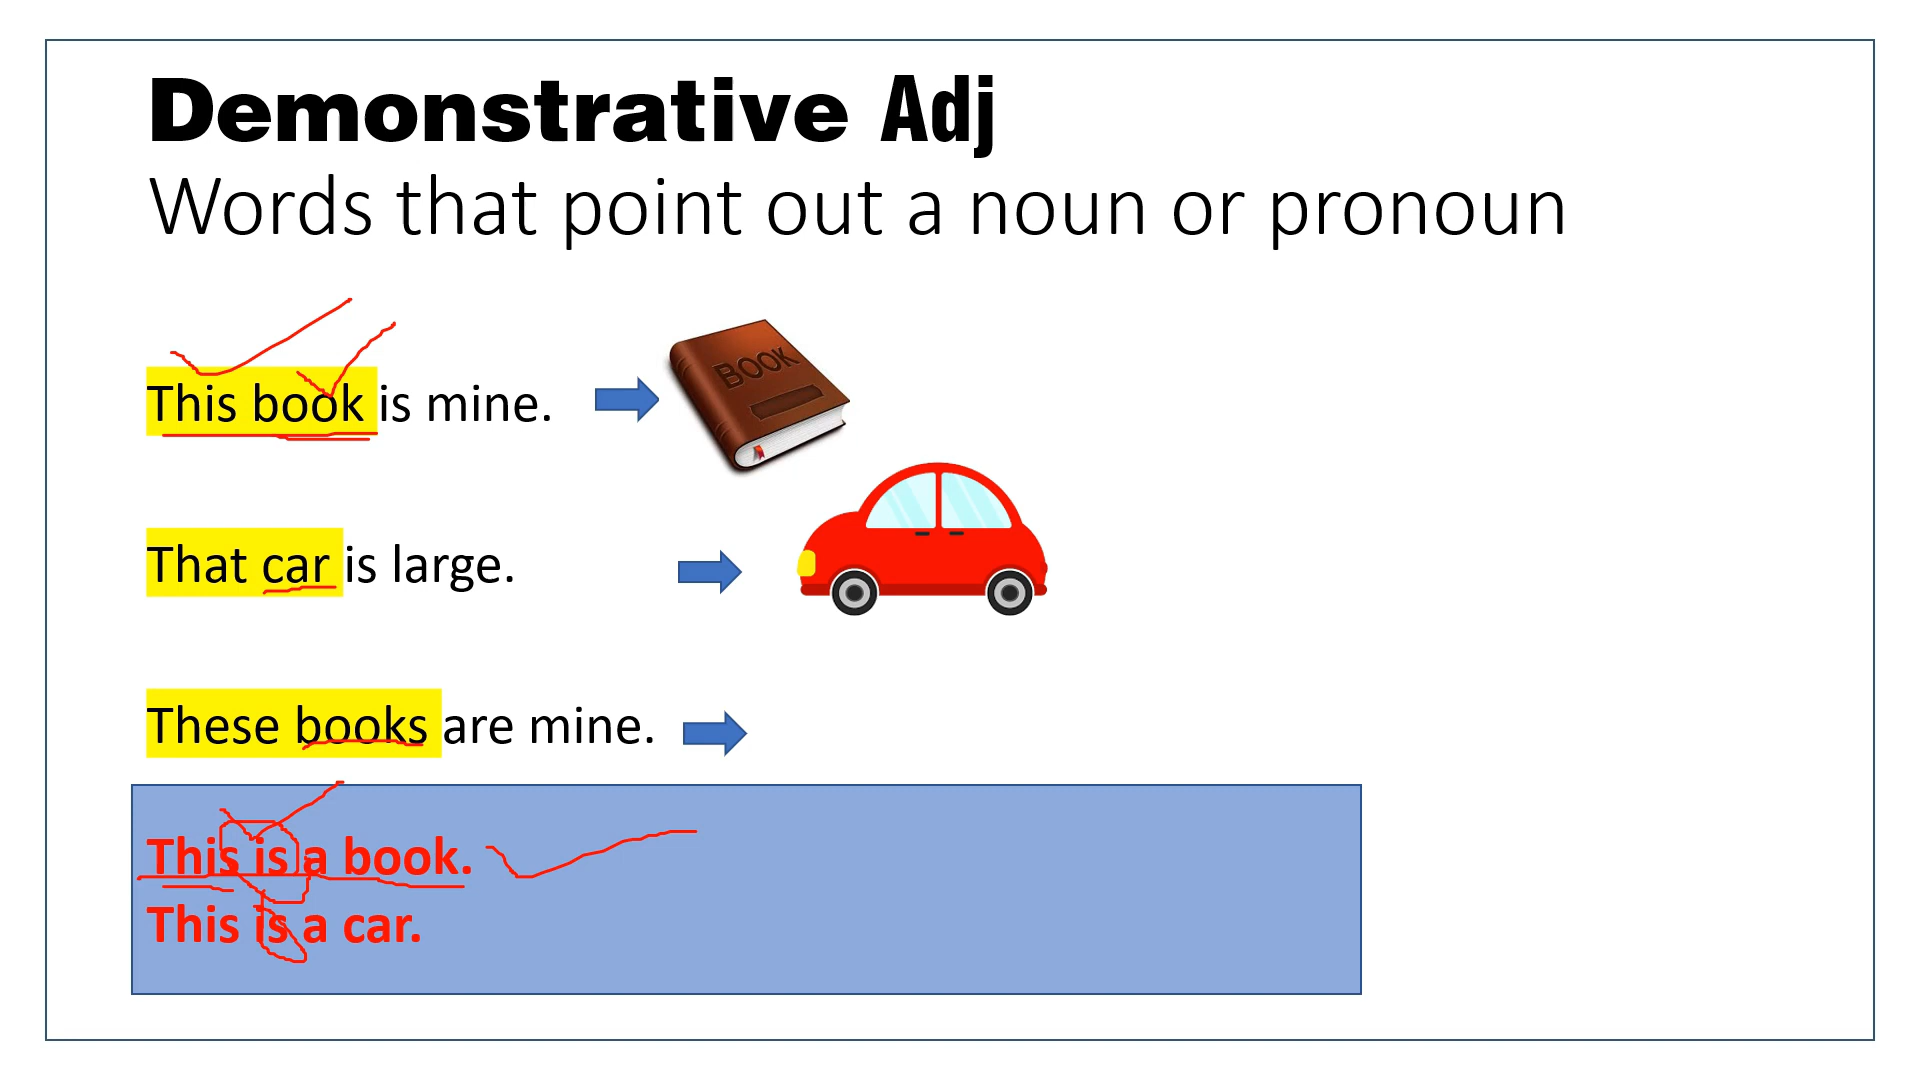 Demonstrative Adj
Words that point out a noun or pronoun
This book is mine.
BOOK
That car is large.
These books are mine.
This is a book.
This is a car.